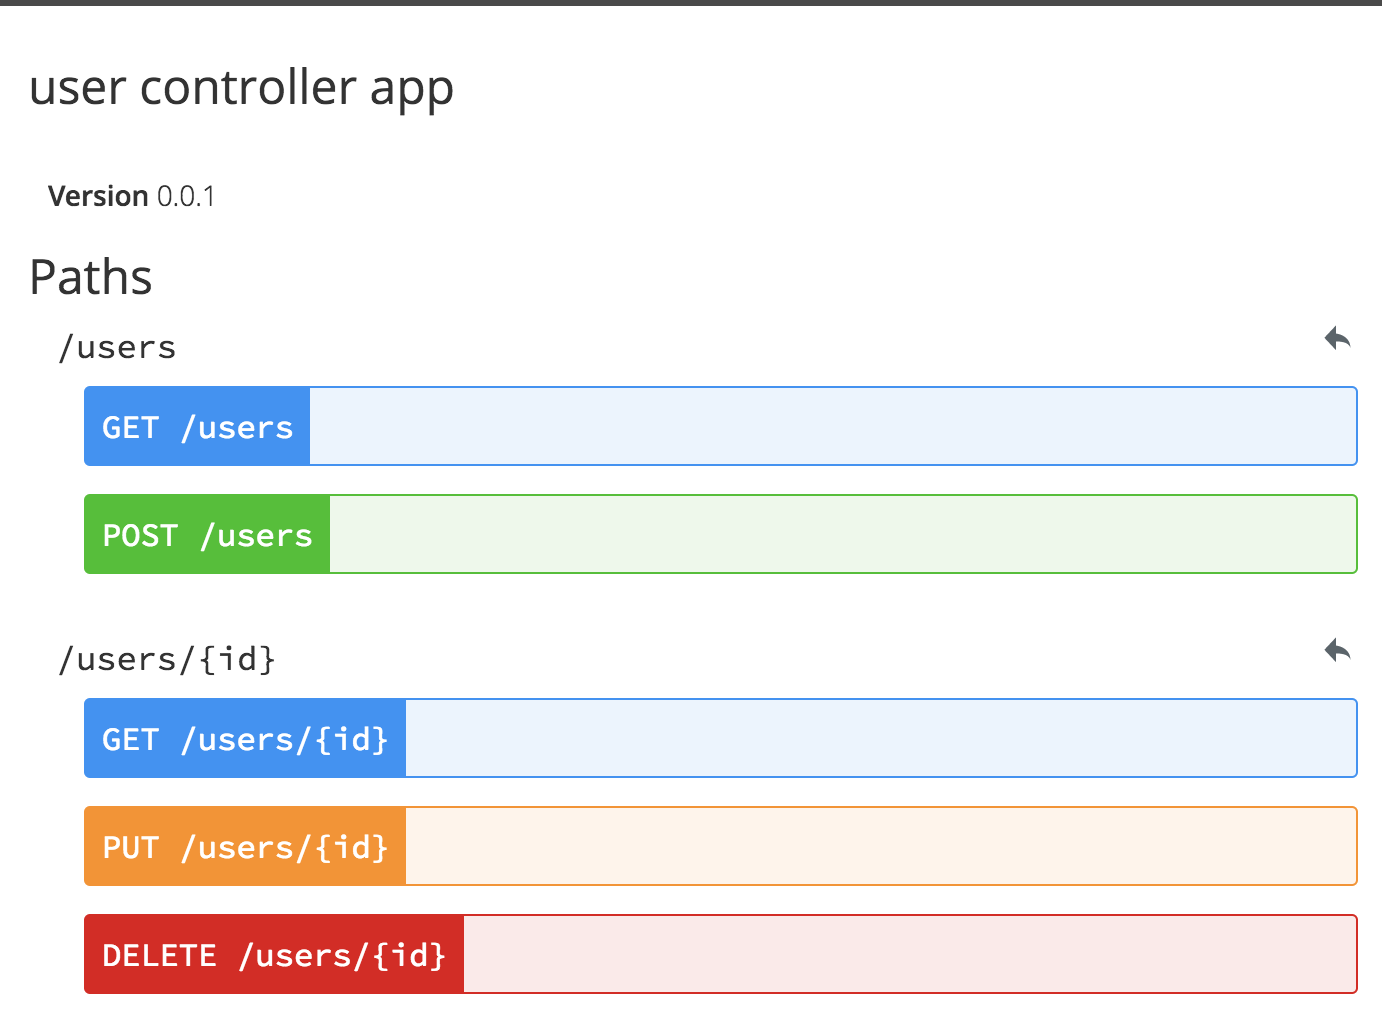 user controller app
Version 0.0.1
Paths
/users
GET /users
POST /users
/users/{id}
GET /users/{id}
PUT /users/{id}
DELETE /users/{id}